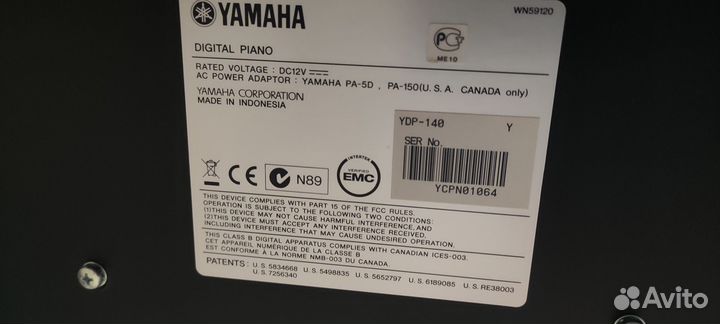 YAMAHA
WN59120
DIGITAL PIANO
PG
ME10
RATED VOLTAGE : DC12V
AC POWER ADAPTOR : YAMAHA PA-5D , PA-150(U. S. A. CANADA only)
YAMAHA CORPORATION
MADE IN INDONESIA
YDP-140 Y
SER No.
YCPN01064
CE
N89
VERIFIED
EMC
THIS DEVICE COMPLIES WITH PART 15 OF THE FCC RULES.
OPERATION IS SUBJECT TO THE FOLLOWING TWO CONDITIONS:
(1)THIS DEVICE MAY NOT CAUSE HARMFUL INTERFERENCE, AND
(2)THIS DEVICE MUST ACCEPT ANY INTERFERENCE RECEIVED,
INCLUDING INTERFERENCE THAT MAY CAUSE UNDESIRED OPERATION.
THIS CLASS B DIGITAL APPARATUS COMPLIES WITH CANADIAN ICES-003.
CET APPAREIL NUMÉRIQUE DE LA CLASSE B
EST CONFORME À LA NORME NMB-003 DU CANADA
PATENTS: U. S. 5834668 U. S. 5498835 U. S. 5652797 U. S. 6189085 U. S. RE38003
U. S. 7256340
Avito